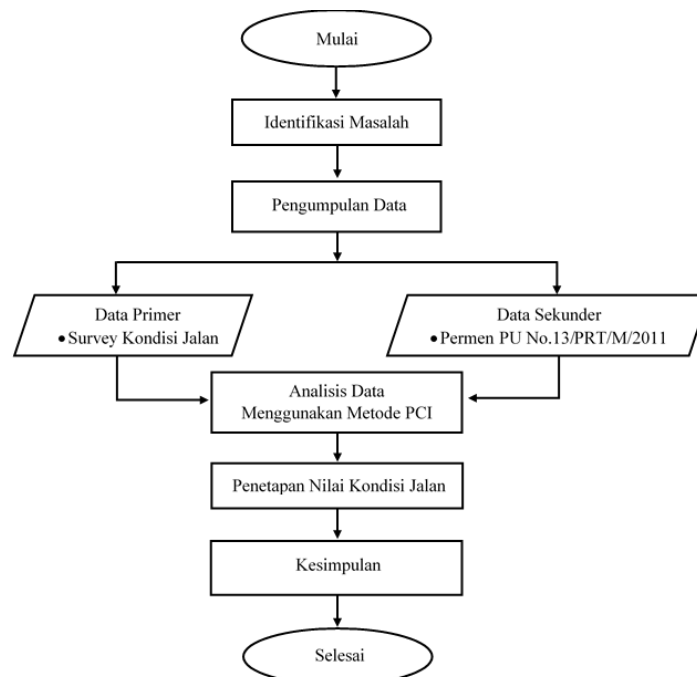 Mulai
Identifikasi Masalah
Pengumpulan Data
Data Primer
●Survey Kondisi Jalan
Data Sekunder
●Permen PU No.13/PRT/M/2011
Analisis Data
Menggunakan Metode PCI
Penetapan Nilai Kondisi Jalan
Kesimpulan
Selesai